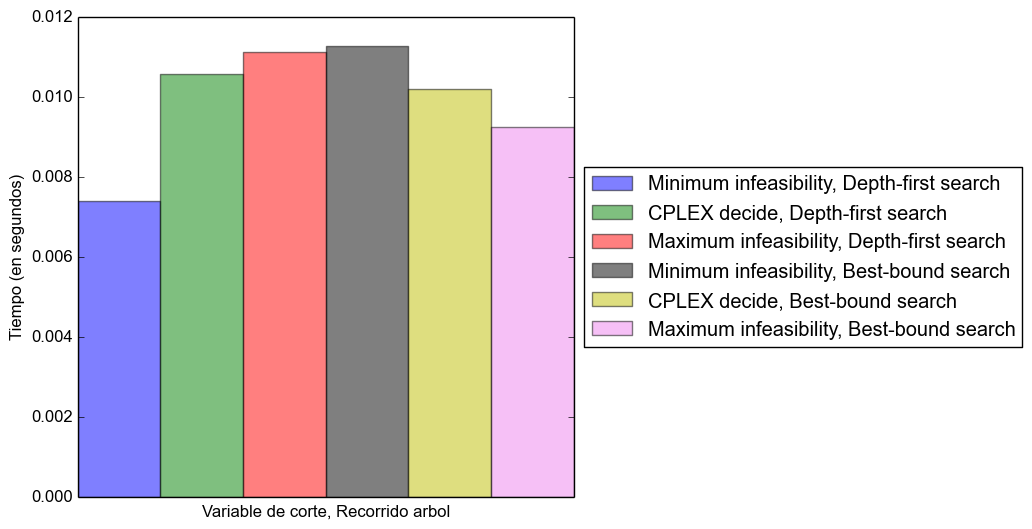 0.012
0.010
0.008
0.006
0.004
0.002
0.000
Tiempo (en segundos)
Variable de corte, Recorrido arbol
Minimum infeasibility, Depth-first search
CPLEX decide, Depth-first search
Maximum infeasibility, Depth-first search
Minimum infeasibility, Best-bound search
CPLEX decide, Best-bound search
Maximum infeasibility, Best-bound search